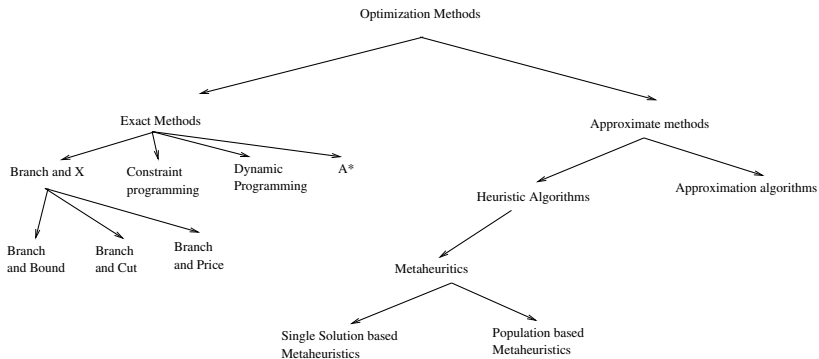 Optimization Methods
Exact Methods
Approximate methods
Branch and X
Constraint
programming
Dynamic
Programming
A*
Heuristic Algorithms
Approximation algorithms
Branch
and Bound
Branch
and Cut
Branch
and Price
Metaheuritics
Single Solution based
Metaheuristics
Population based
Metaheuristics